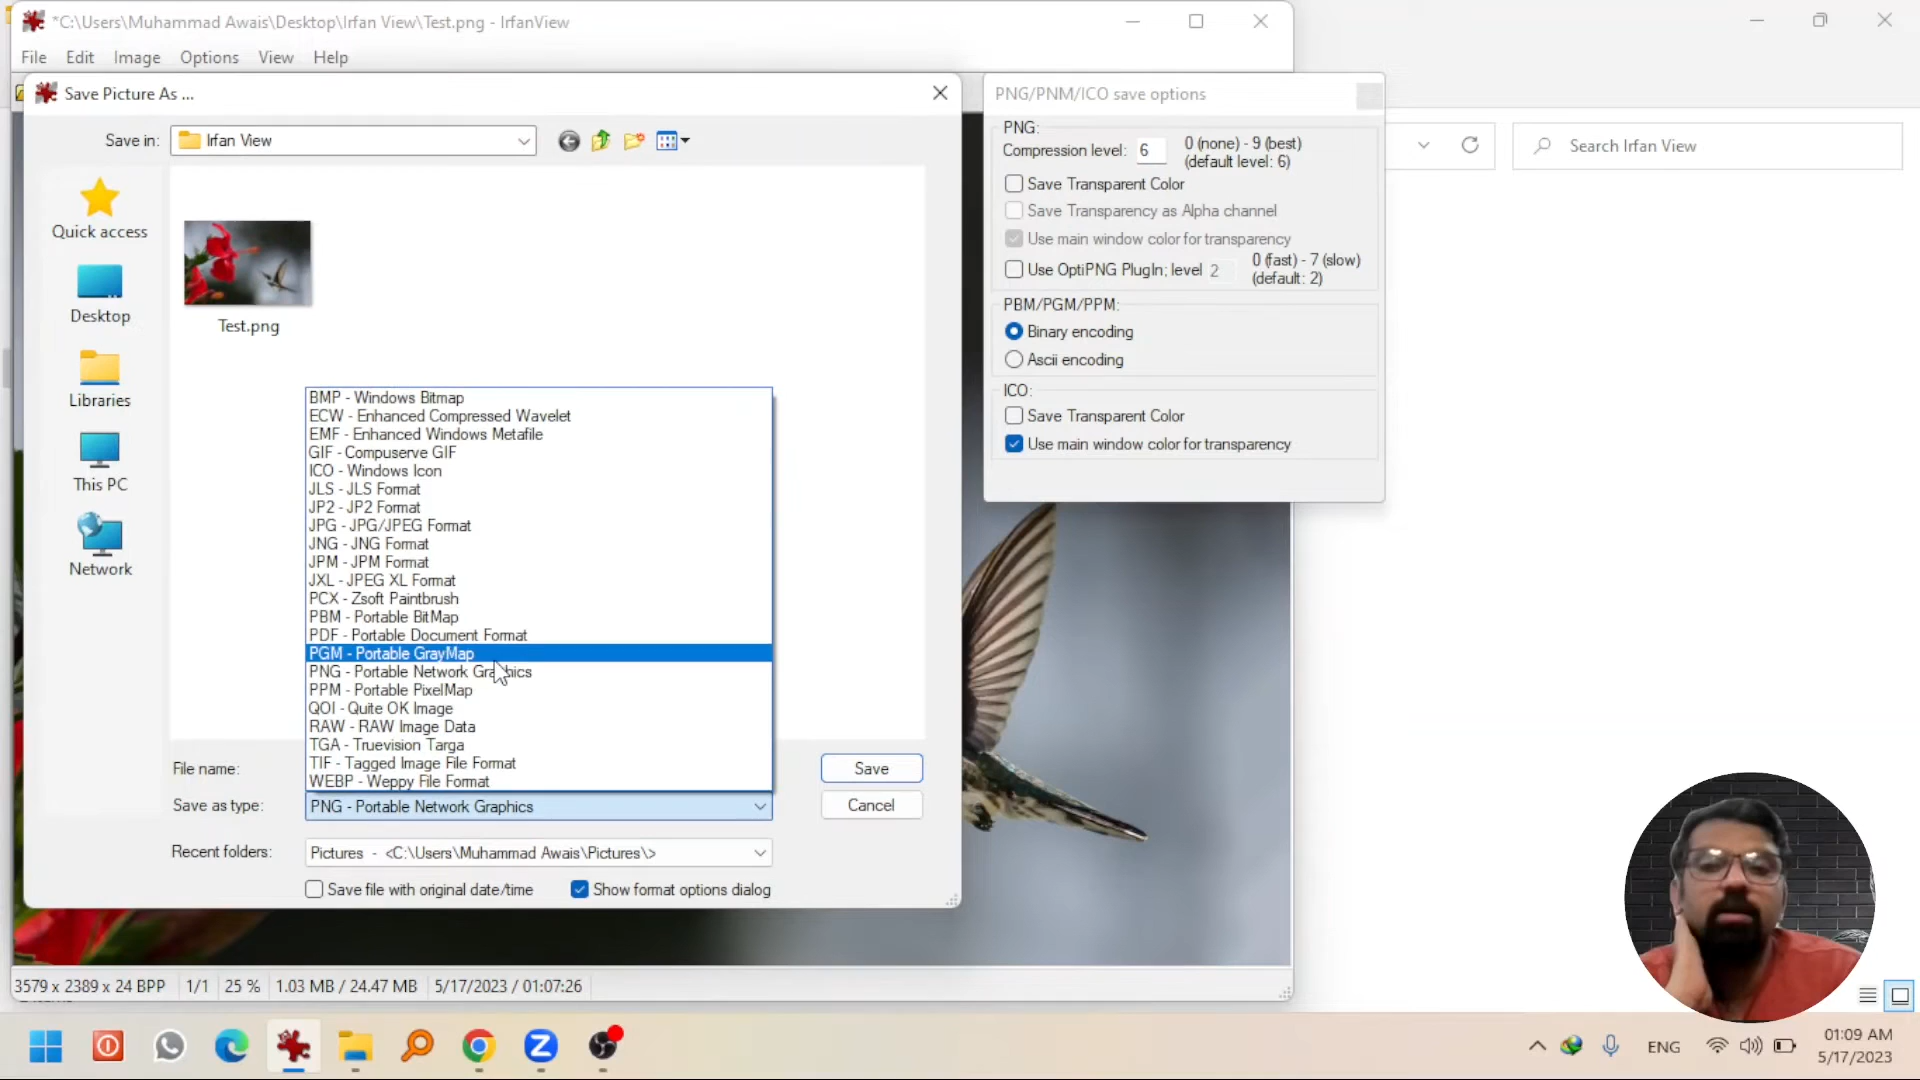 *C:\Users\Muhammad Awais\Desktop\Irfan View\Test.png - IrfanView
File Edit Image Options View Help
Save Picture As ...
Save in: Irfan View
Quick access
Desktop
Libraries
This PC
Network
Test.png
BMP - Windows Bitmap
ECW - Enhanced Compressed Wavelet
EMF - Enhanced Windows Metafile
GIF - Compuserve GIF
ICO - Windows Icon
JLS - JLS Format
JP2 - JP2 Format
JPG - JPG/JPEG Format
JNG - JNG Format
JPM - JPM Format
JXL - JPEG XL Format
PCX - Zsoft Paintbrush
PBM - Portable BitMap
PDF - Portable Document Format
PGM - Portable GrayMap
PNG - Portable Network Graphics
PPM - Portable PixelMap
QOI - Quite OK Image
RAW - RAW Image Data
TGA - Truevision Targa
TIF - Tagged Image File Format
WEBP - Weppy File Format
File name:
Save
Save as type: PNG - Portable Network Graphics
Cancel
Recent folders: Pictures - <C:\Users\Muhammad Awais\Pictures\>
Save file with original date/time Show format options dialog
PNG/PNM/ICO save options
PNG:
Compression level: 6 0 (none) - 9 (best)
(default level: 6)
Save Transparent Color
Save Transparency as Alpha channel
Use main window color for transparency
Use OptiPNG PlugIn; level 2 0 (fast) - 7 (slow)
(default: 2)
PBM/PGM/PPM:
Binary encoding
Ascii encoding
ICO:
Save Transparent Color
Use main window color for transparency
Search Irfan View
3579 x 2389 x 24 BPP 1/1 25 % 1.03 MB / 24.47 MB 5/17/2023 / 01:07:26
ENG
01:09 AM
5/17/2023